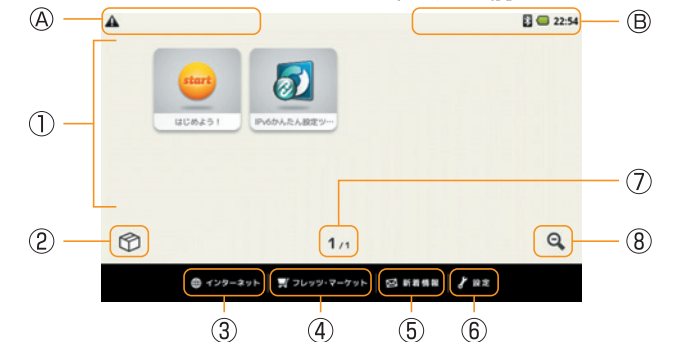 Ⓐ
22:54
Ⓑ
①
start
はじめよう！
IPv6かんたん設定ツ…
⑦
②
1/1
⑧
インターネット
フレッツ・マーケット
新着情報
設定
③
④
⑤
⑥